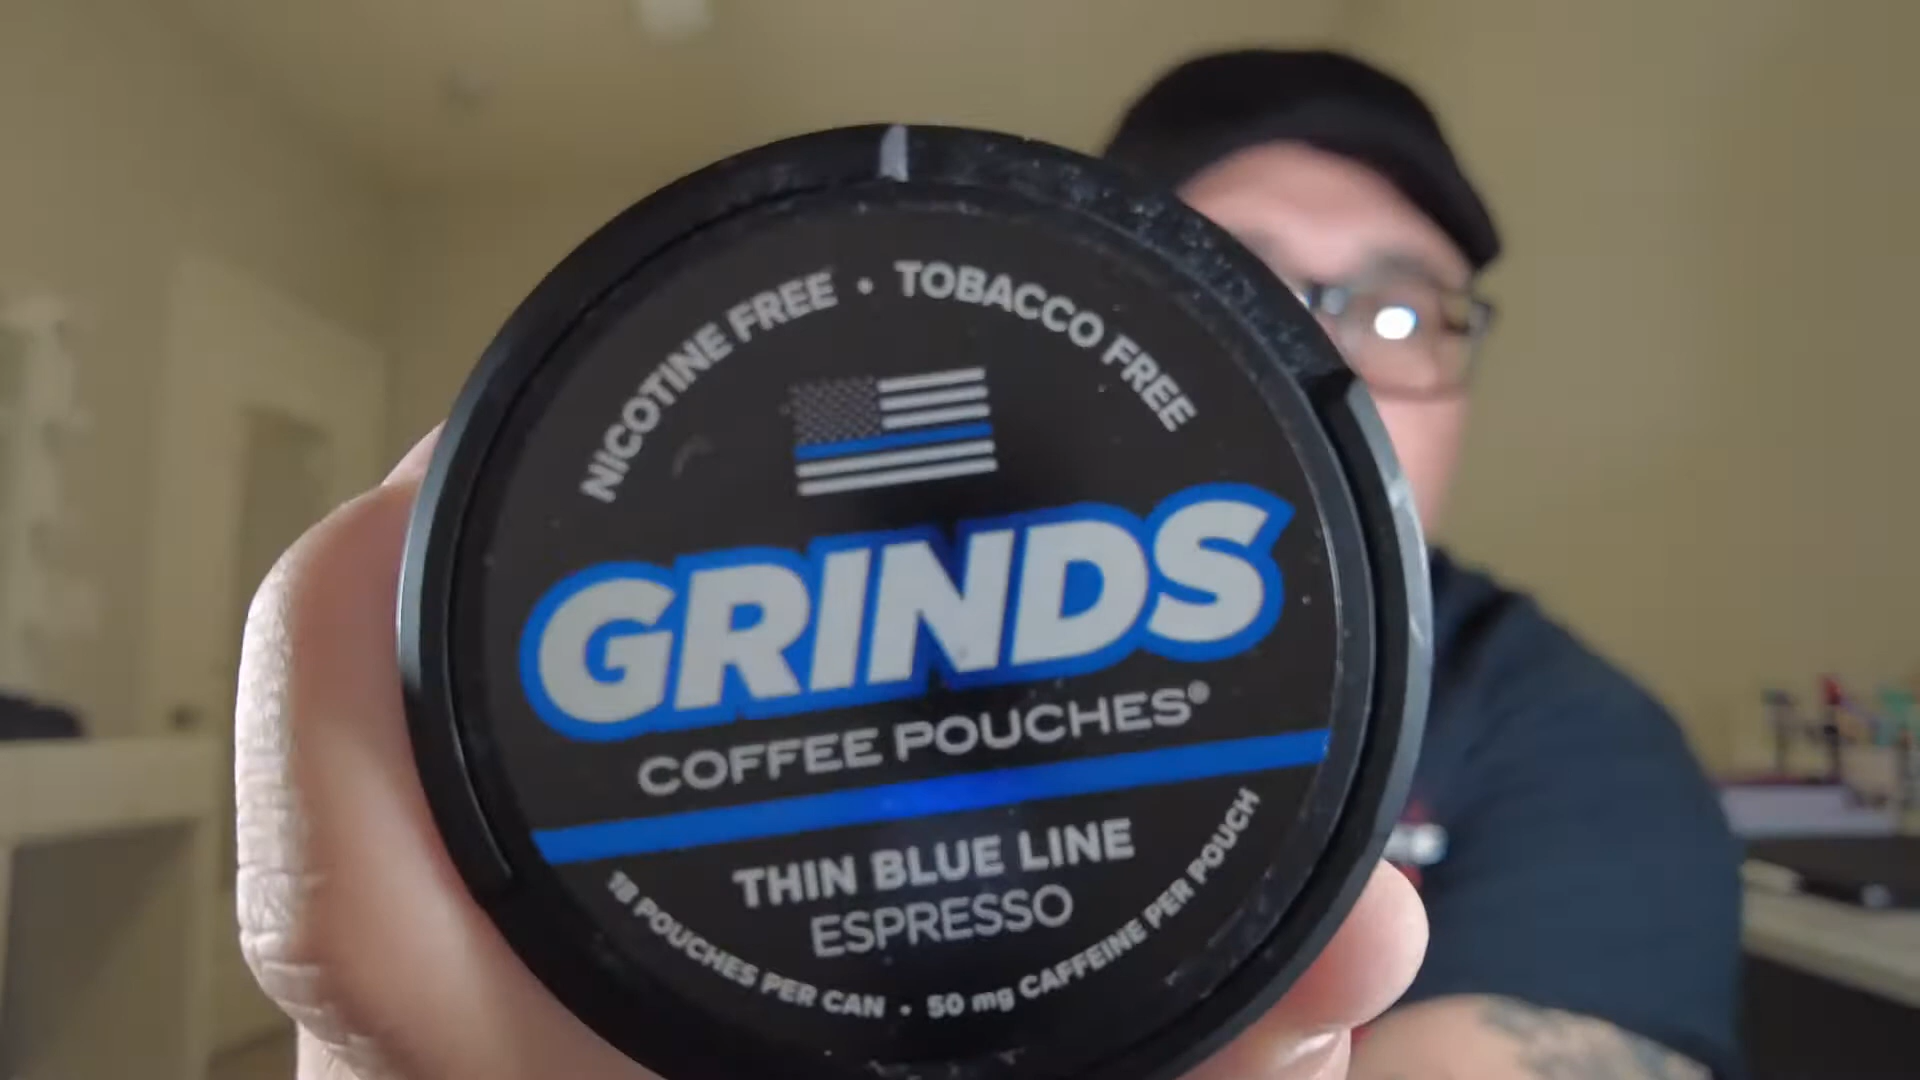 NICOTINE FREE • TOBACCO FREE
GRINDS
COFFEE POUCHES®
THIN BLUE LINE
ESPRESSO
18 POUCHES PER CAN • 50 mg CAFFEINE PER POUCH